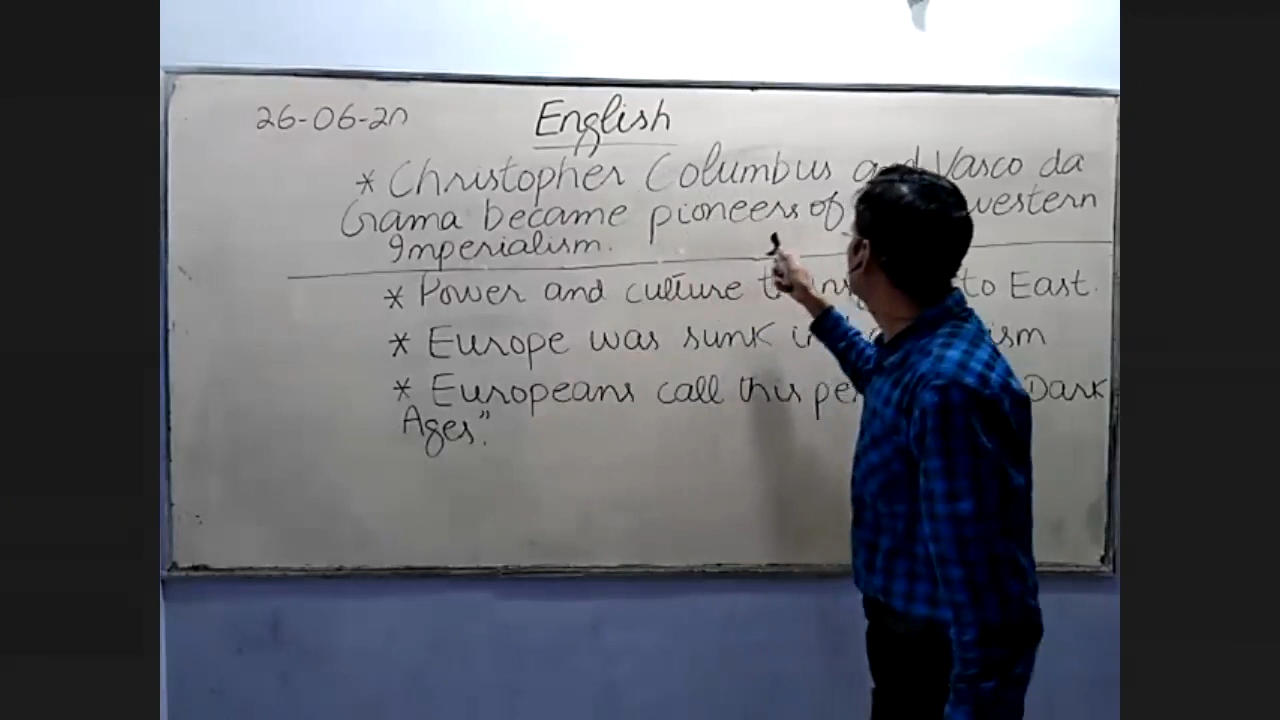 26-06-20
English
* Christopher Columbus and Vasco da
Gama became pioneers of western
Imperialism.
* Power and culture to East.
* Europe was sunk in ism
* Europeans call this Dark
Ages".